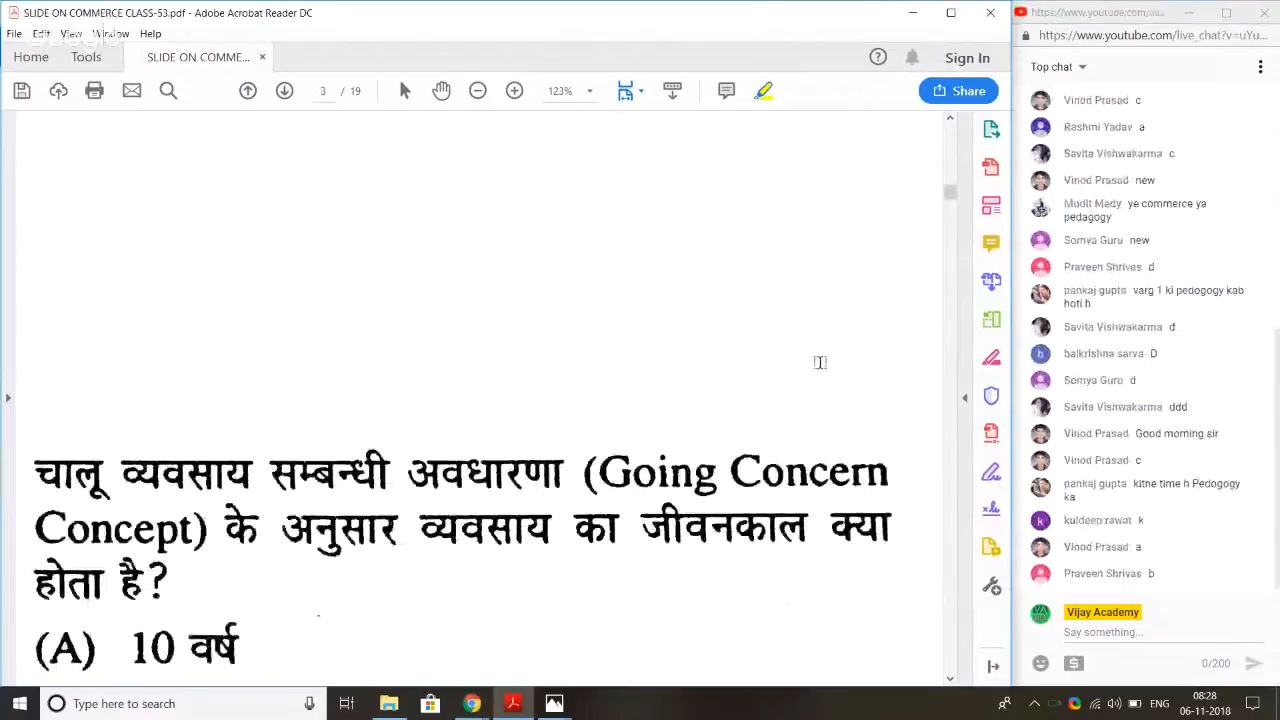 SLIDE ON COMMERCE CLASS-53.pdf - Adobe Acrobat Reader DC
File Edit View Window Help
Home Tools SLIDE ON COMME... × Sign In
3 / 19 123% Share
चालू व्यवसाय सम्बन्धी अवधारणा (Going Concern
Concept) के अनुसार व्यवसाय का जीवनकाल क्या
होता है?
(A) 10 वर्ष
https://www.youtube.com/liv...
https://www.youtube.com/live_chat?v=uYu...
Top chat
Vinod Prasad c
Rashmi Yadav a
Savita Vishwakarma c
Vinod Prasad new
Mudit Medy ye commerce ya
pedagogy
Somya Guru new
Praveen Shrivas d
pankaj gupta varg 1 ki pedogogy kab
hoti h
Savita Vishwakarma d
balkrishna sarva D
Somya Guru d
Savita Vishwakarma ddd
Vinod Prasad Good morning sir
Vinod Prasad c
pankaj gupta kitne time h Pedogogy
ka
kuldeep rawat k
Vinod Prasad a
Praveen Shrivas b
Vijay Academy
Say something...
0/200
Type here to search
ENG
08:28
06-11-2018